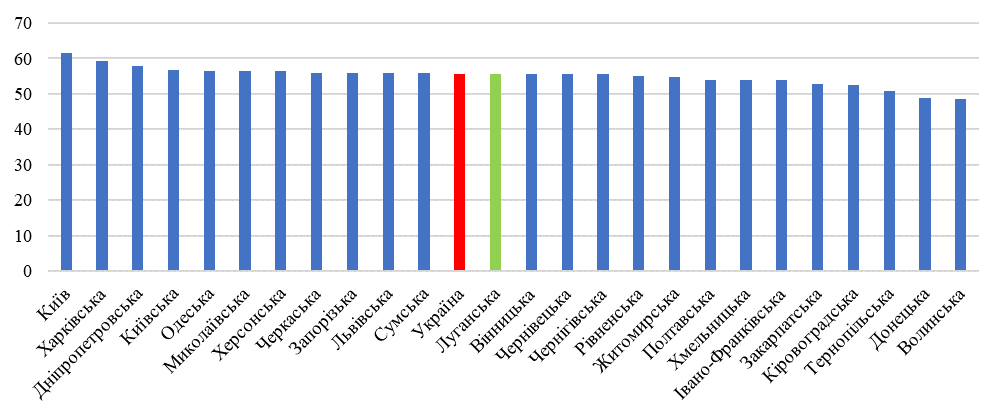 70
60
50
40
30
20
10
0
Київ
Харківська
Дніпропетровська
Київська
Одеська
Миколаївська
Херсонська
Черкаська
Запорізька
Львівська
Сумська
Україна
Луганська
Вінницька
Чернівецька
Чернігівська
Рівненська
Житомирська
Полтавська
Хмельницька
Івано-Франківська
Закарпатська
Кіровоградська
Тернопільська
Донецька
Волинська